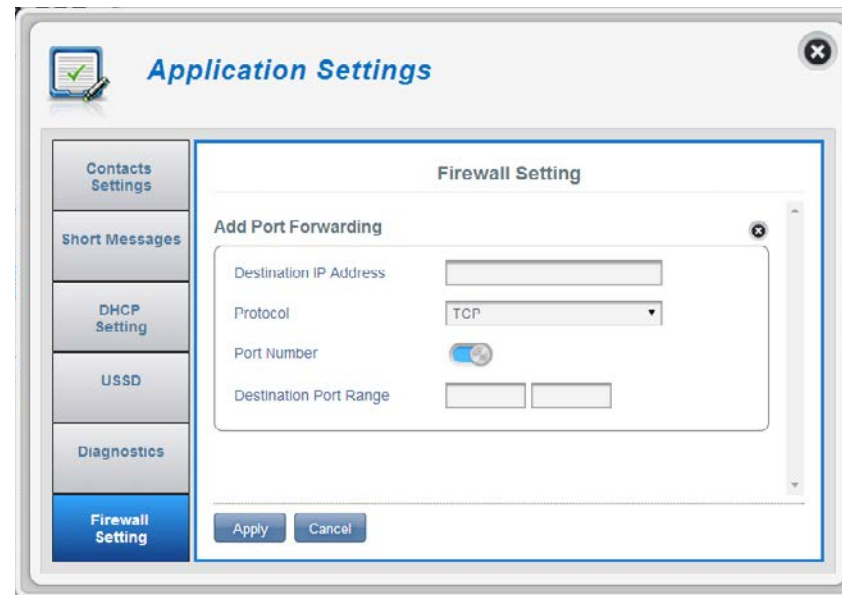 Application Settings
Contacts
Settings
Short Messages
DHCP
Setting
USSD
Diagnostics
Firewall
Setting
Firewall Setting
Add Port Forwarding
Destination IP Address
Protocol
TCP
Port Number
Destination Port Range
Apply
Cancel